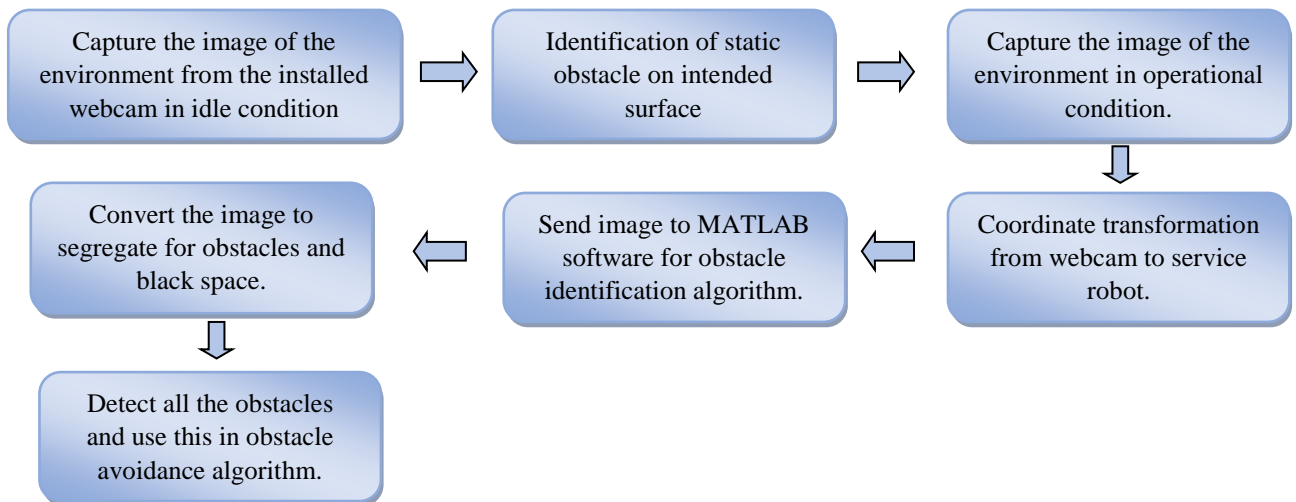 Capture the image of the
environment from the installed
webcam in idle condition
Identification of static
obstacle on intended
surface
Capture the image of the
environment in operational
condition.
Coordinate transformation
from webcam to service
robot.
Send image to MATLAB
software for obstacle
identification algorithm.
Convert the image to
segregate for obstacles and
black space.
Detect all the obstacles
and use this in obstacle
avoidance algorithm.